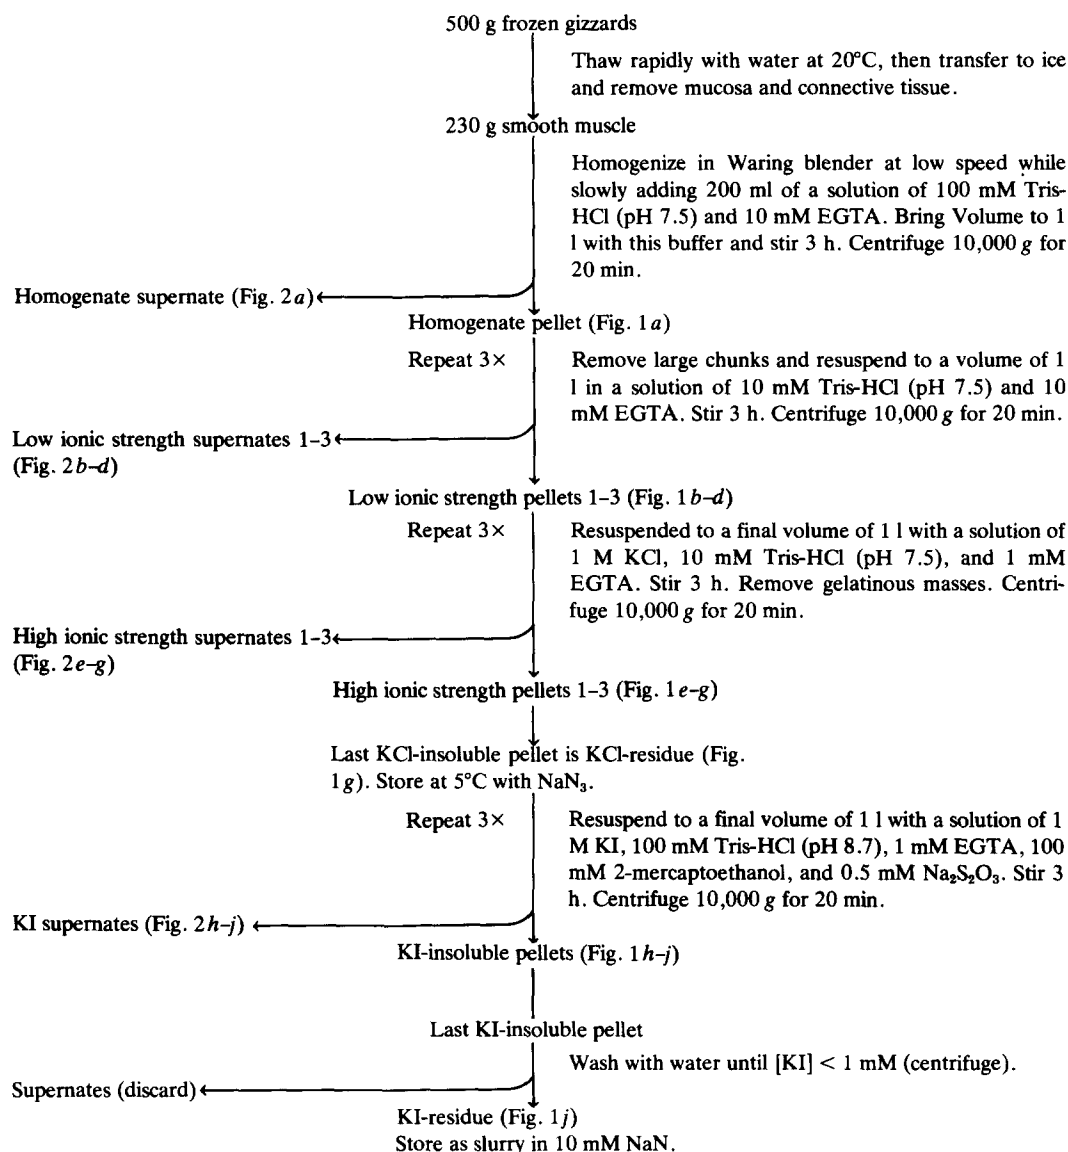 500 g frozen gizzards
Thaw rapidly with water at 20°C, then transfer to ice
and remove mucosa and connective tissue.
230 g smooth muscle
Homogenize in Waring blender at low speed while
slowly adding 200 ml of a solution of 100 mM Tris-
HCl (pH 7.5) and 10 mM EGTA. Bring Volume to 1
l with this buffer and stir 3 h. Centrifuge 10,000 g for
20 min.
Homogenate supernate (Fig. 2a)
Homogenate pellet (Fig. 1a)
Repeat 3×
Remove large chunks and resuspend to a volume of 1
l in a solution of 10 mM Tris-HCl (pH 7.5) and 10
mM EGTA. Stir 3 h. Centrifuge 10,000 g for 20 min.
Low ionic strength supernates 1–3
(Fig. 2b–d)
Low ionic strength pellets 1–3 (Fig. 1b–d)
Repeat 3×
Resuspended to a final volume of 1 l with a solution of
1 M KCl, 10 mM Tris-HCl (pH 7.5), and 1 mM
EGTA. Stir 3 h. Remove gelatinous masses. Centri-
fuge 10,000 g for 20 min.
High ionic strength supernates 1–3
(Fig. 2e–g)
High ionic strength pellets 1–3 (Fig. 1e–g)
Last KCl-insoluble pellet is KCl-residue (Fig.
1g). Store at 5°C with NaN₃.
Repeat 3×
Resuspend to a final volume of 1 l with a solution of 1
M KI, 100 mM Tris-HCl (pH 8.7), 1 mM EGTA, 100
mM 2-mercaptoethanol, and 0.5 mM Na₂S₂O₃. Stir 3
h. Centrifuge 10,000 g for 20 min.
KI supernates (Fig. 2h–j)
KI-insoluble pellets (Fig. 1h–j)
Last KI-insoluble pellet
Wash with water until [KI] < 1 mM (centrifuge).
Supernates (discard)
KI-residue (Fig. 1j)
Store as slurry in 10 mM NaN.